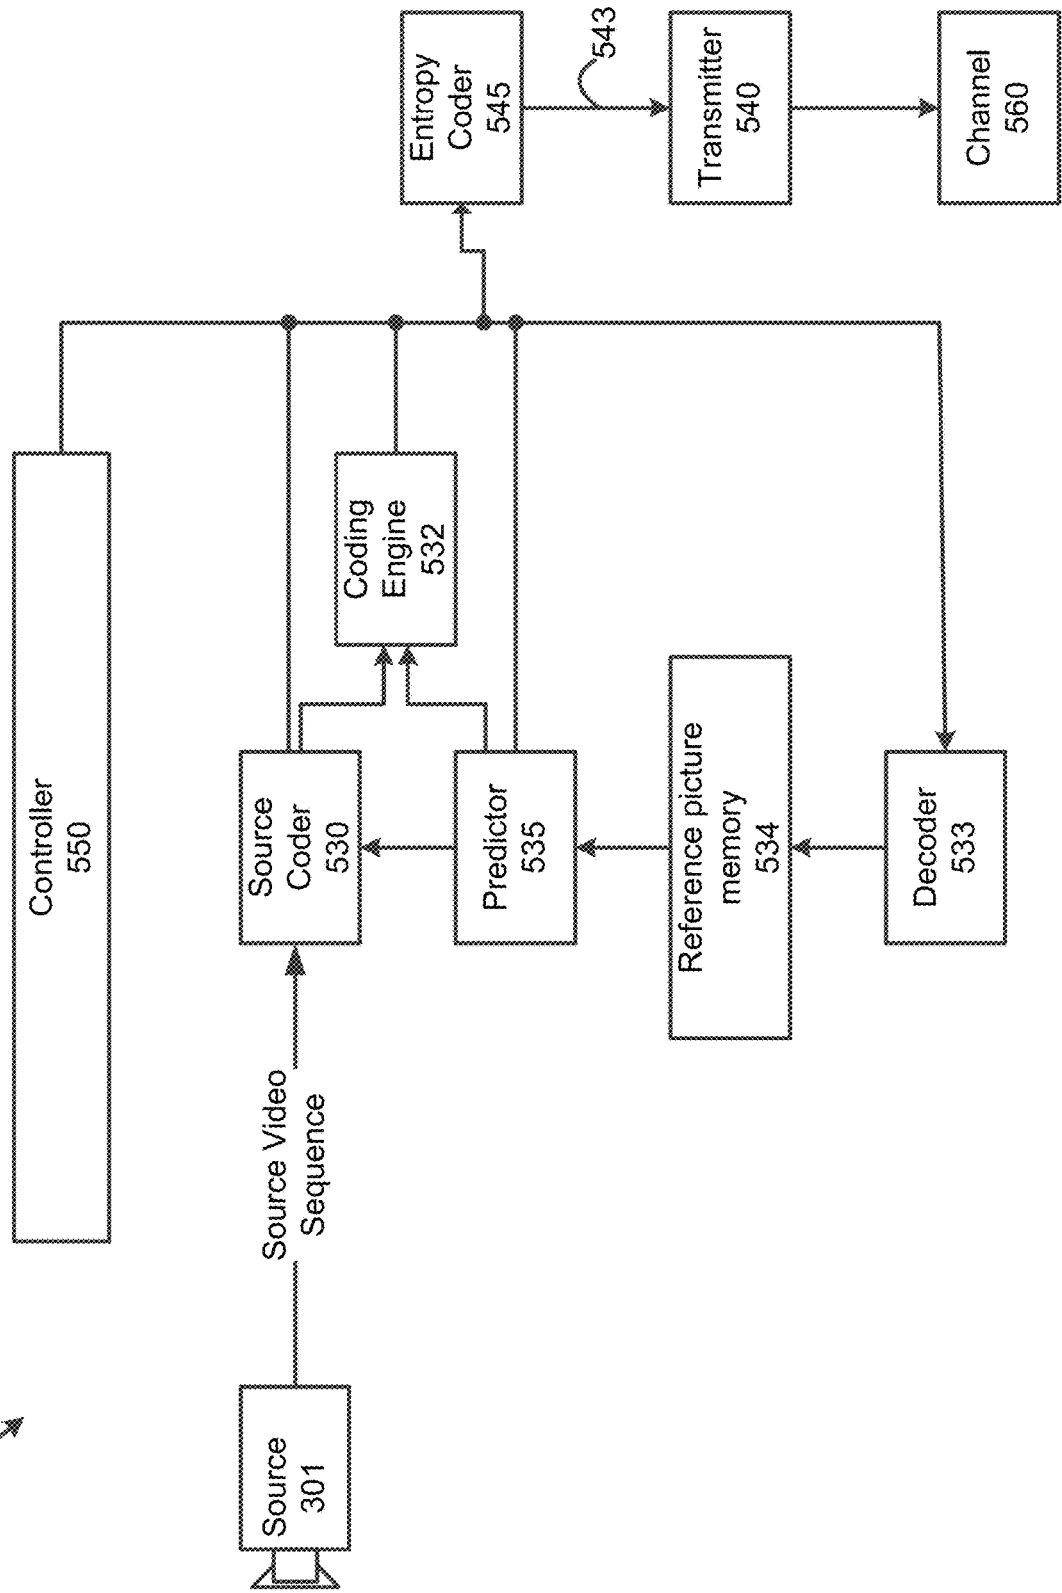 Controller
550
Source
301
Source Video
Sequence
Source
Coder
530
Coding
Engine
532
Predictor
535
Reference picture
memory
534
Decoder
533
Entropy
Coder
545
543
Transmitter
540
Channel
560